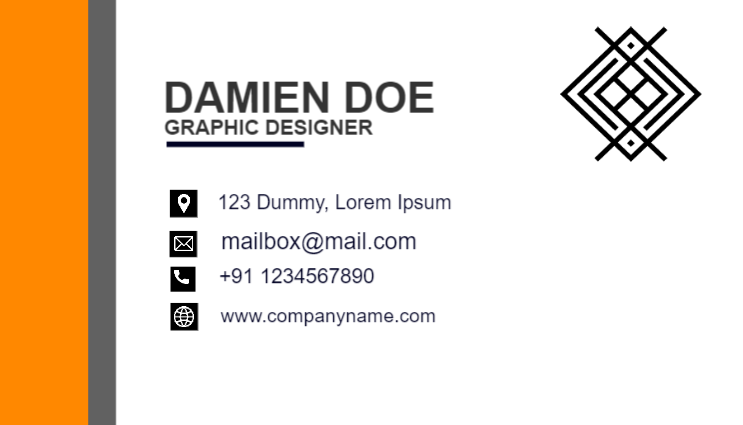 DAMIEN DOE
GRAPHIC DESIGNER
123 Dummy, Lorem Ipsum
mailbox@mail.com
+91 1234567890
www.companyname.com